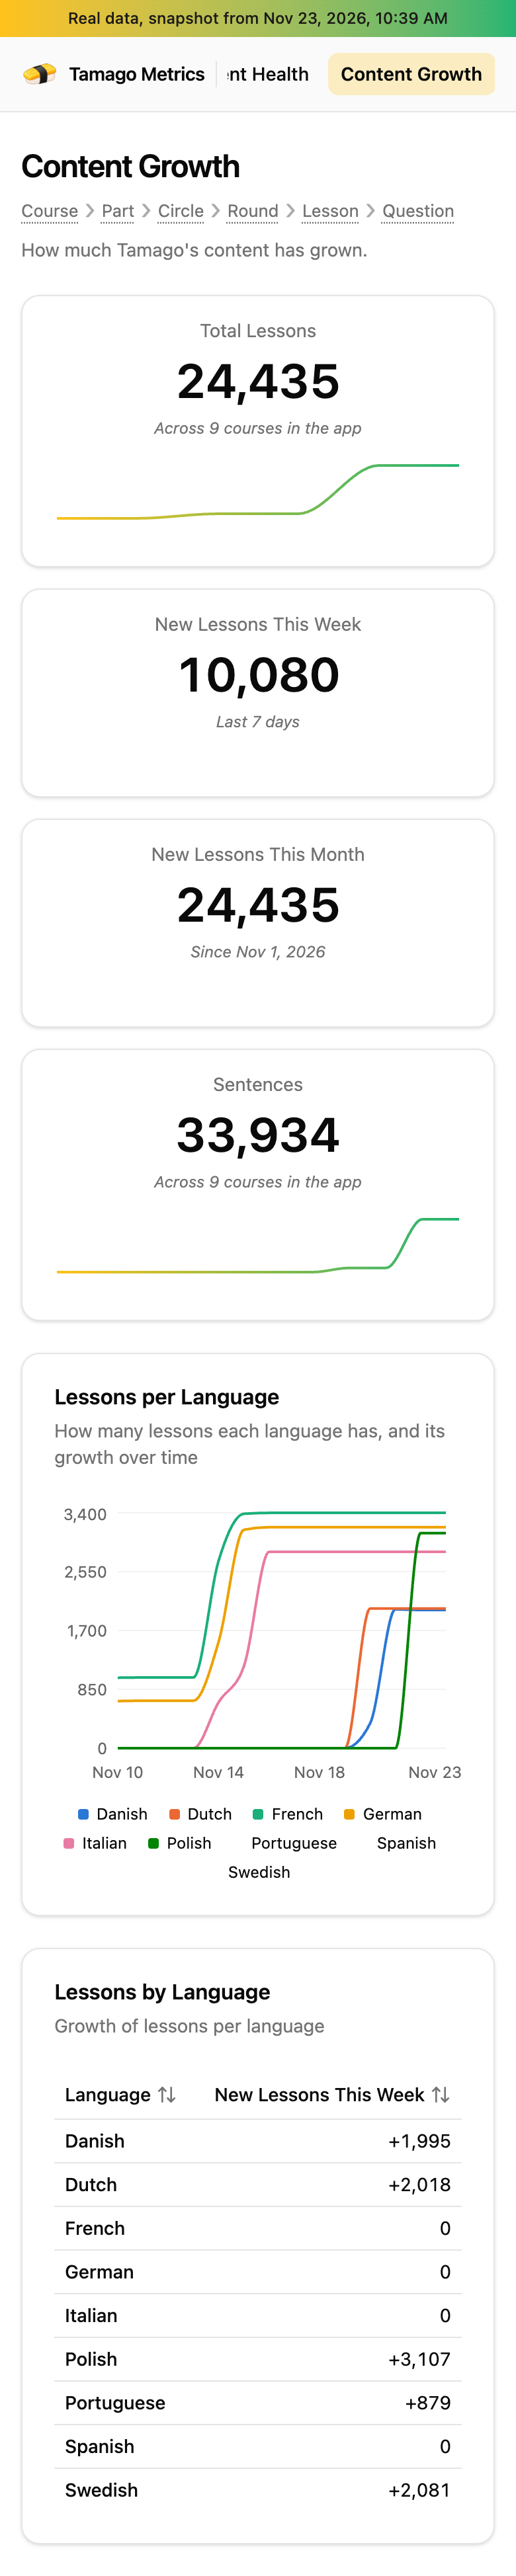 Real data, snapshot from Nov 23, 2026, 10:39 AM
Tamago Metrics
nt Health
Content Growth
Content Growth
Course
Part
Circle
Round
Lesson
Question
How much Tamago's content has grown.
Total Lessons
24,435
Across 9 courses in the app
New Lessons This Week
10,080
Last 7 days
New Lessons This Month
24,435
Since Nov 1, 2026
Sentences
33,934
Across 9 courses in the app
Lessons per Language
How many lessons each language has, and its
growth over time
3,400
2,550
1,700
850
0
Nov 10
Nov 14
Nov 18
Nov 23
Danish
Dutch
French
German
Italian
Polish
Portuguese
Spanish
Swedish
Lessons by Language
Growth of lessons per language
Language New Lessons This Week
Danish +1,995
Dutch +2,018
French 0
German 0
Italian 0
Polish +3,107
Portuguese +879
Spanish 0
Swedish +2,081